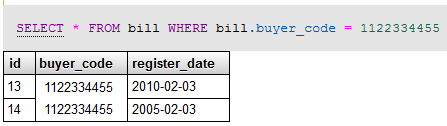 SELECT * FROM bill WHERE bill.buyer_code = 1122334455
id buyer_code register_date
13 1122334455 2010-02-03
14 1122334455 2005-02-03